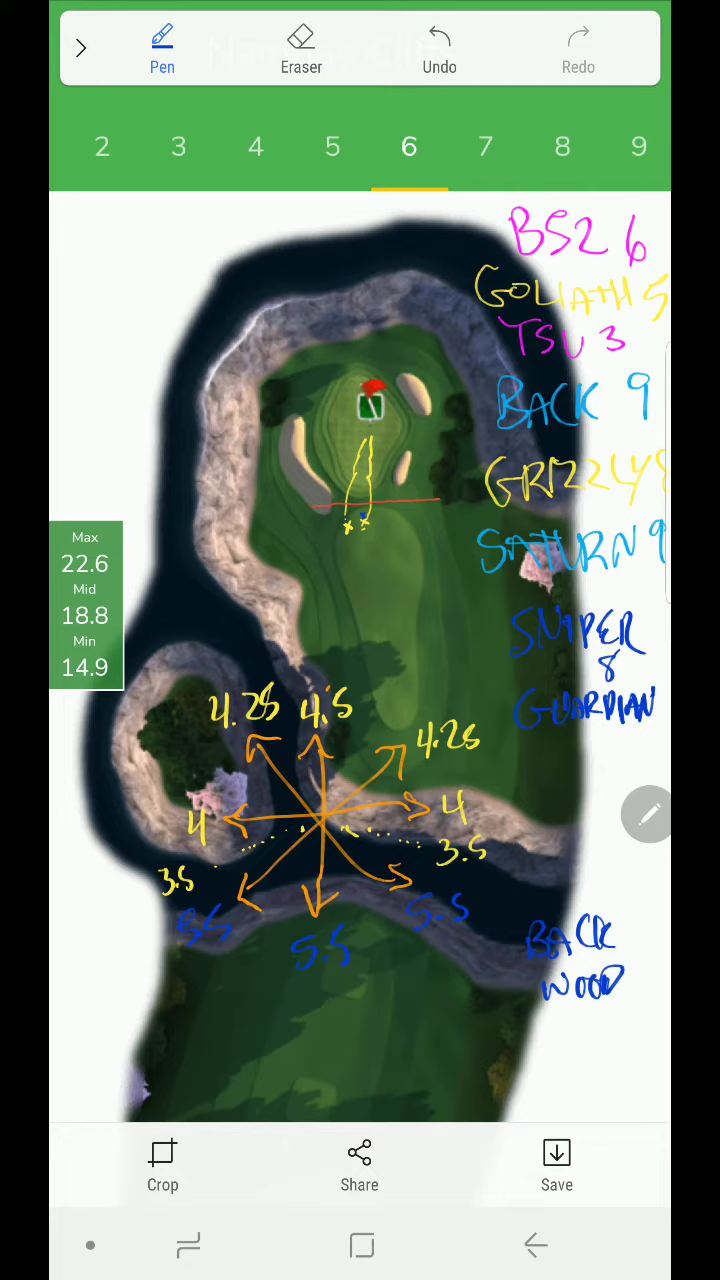 Pen Eraser Undo Redo
2 3 4 5 6 7 8 9
B52 6
GOLIATH 5
TSU 3
BACK 9
GRIZZLY 8
SATURN 9
SNIPER
8
GUARDIAN
Max
22.6
Mid
18.8
Min
14.9
4.25 4.5
4.25
4 4
3.5
3.5
5.5 5.5
5.5
BACK
WOOD
Crop Share Save